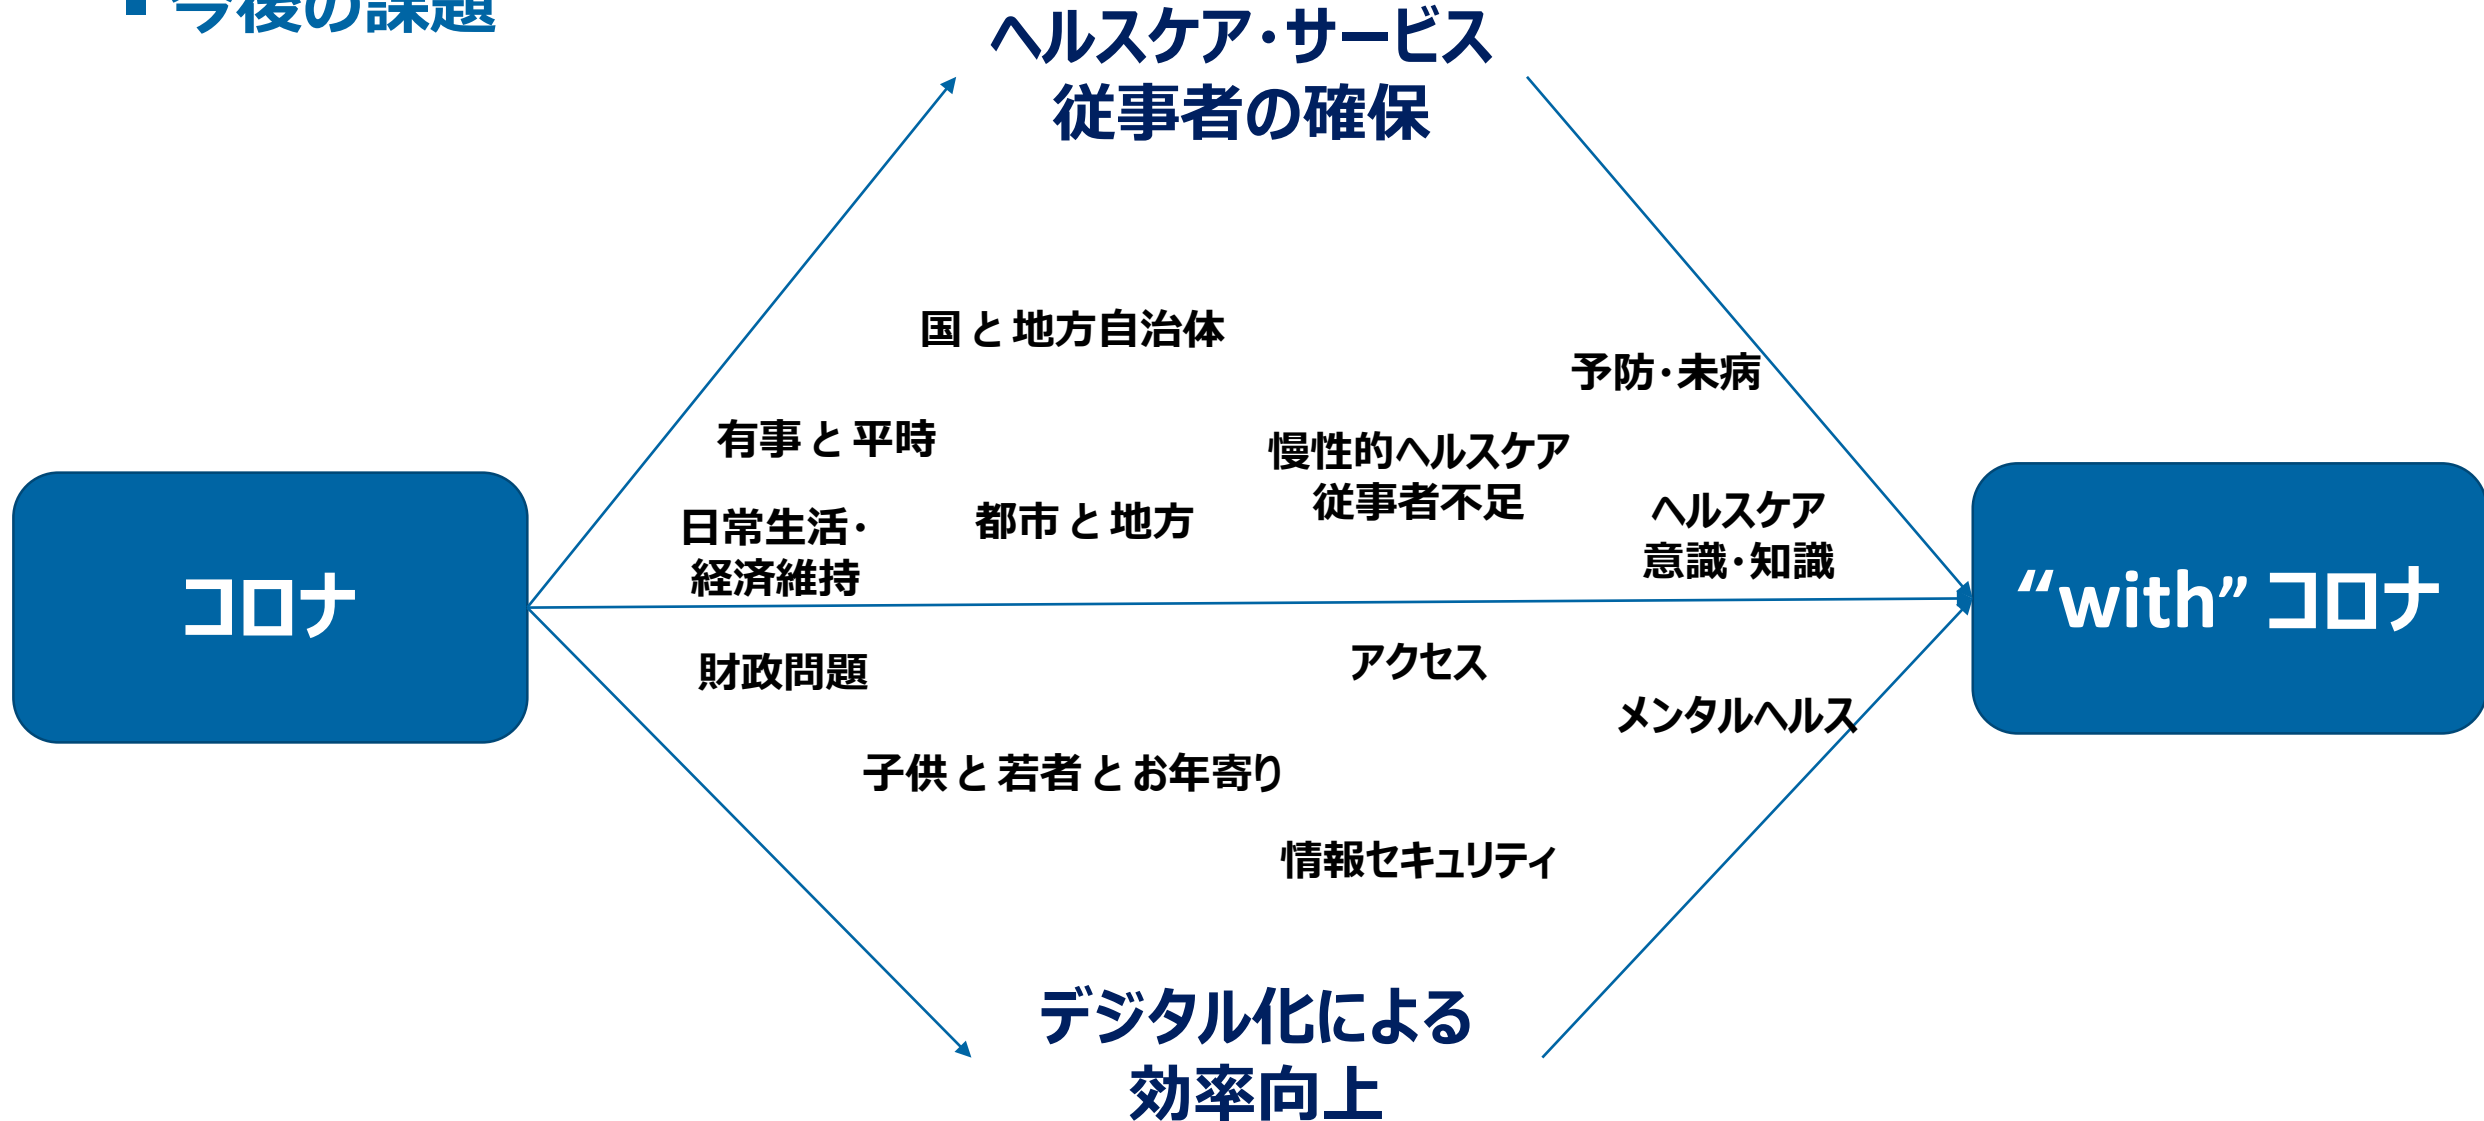 今後の課題
ヘルスケア・サービス
従事者の確保
国 と 地方自治体
予防・未病
有事 と 平時
慢性的ヘルスケア
従事者不足
日常生活・
経済維持
都市 と 地方
ヘルスケア
意識・知識
コロナ
“with” コロナ
財政問題
アクセス
メンタルヘルス
子供 と 若者 と お年寄り
情報セキュリティ
デジタル化による
効率向上